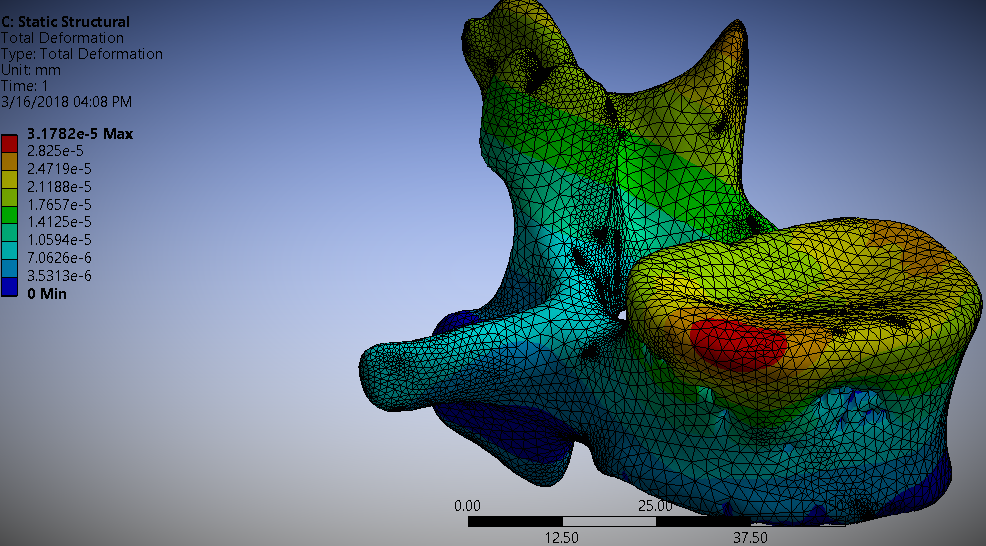 C: Static Structural
Total Deformation
Type: Total Deformation
Unit: mm
Time: 1
3/16/2018 04:08 PM
3.1782e-5 Max
2.825e-5
2.4719e-5
2.1188e-5
1.7657e-5
1.4125e-5
1.0594e-5
7.0626e-6
3.5313e-6
0 Min
0.00
25.00
12.50
37.50